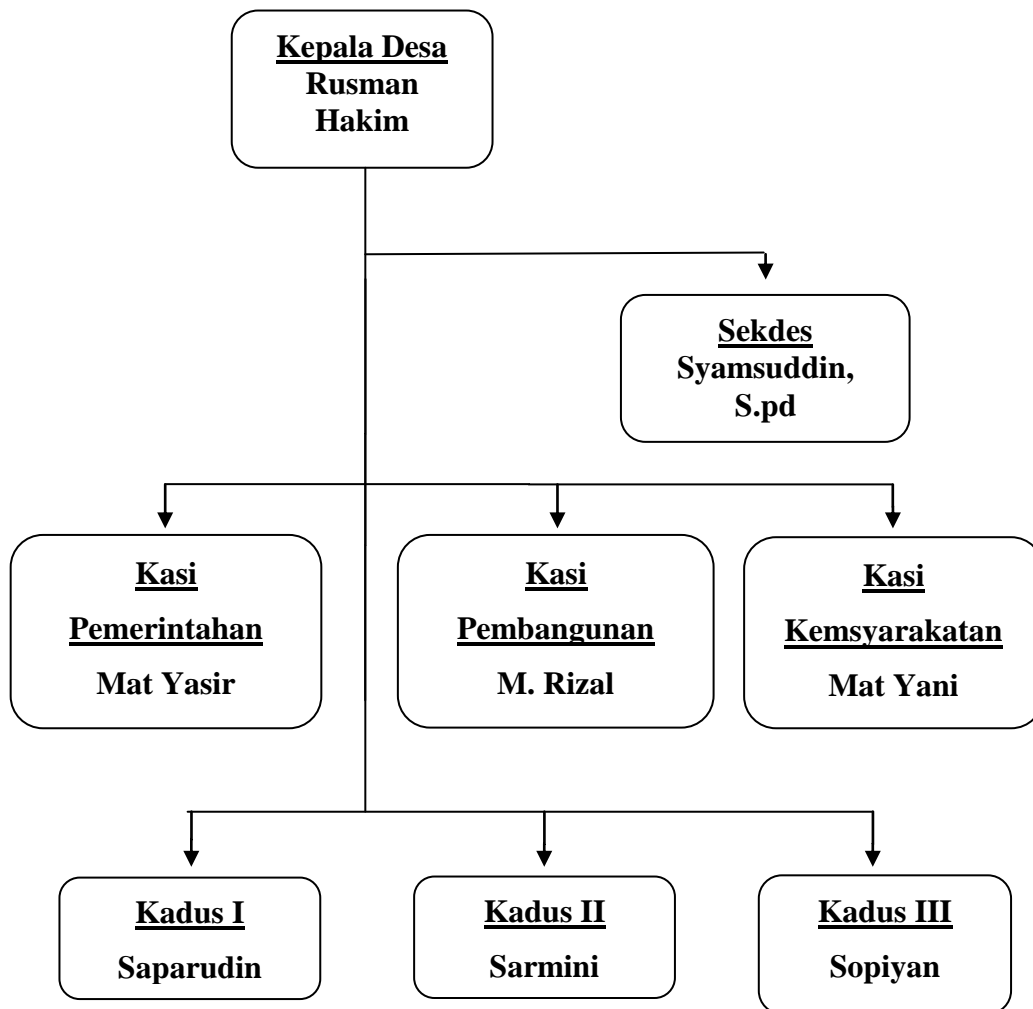 Kepala Desa
Rusman
Hakim
Sekdes
Syamsuddin,
S.pd
Kasi
Pemerintahan
Mat Yasir
Kasi
Pembangunan
M. Rizal
Kasi
Kemsyarakatan
Mat Yani
Kadus I
Saparudin
Kadus II
Sarmini
Kadus III
Sopiyan